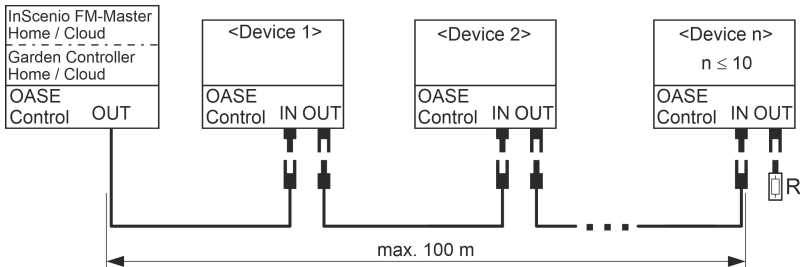 InScenio FM-Master
Home / Cloud
Garden Controller
Home / Cloud
OASE
Control OUT
<Device 1>
OASE
Control IN OUT
<Device 2>
OASE
Control IN OUT
<Device n>
n ≤ 10
OASE
Control IN OUT
R
max. 100 m